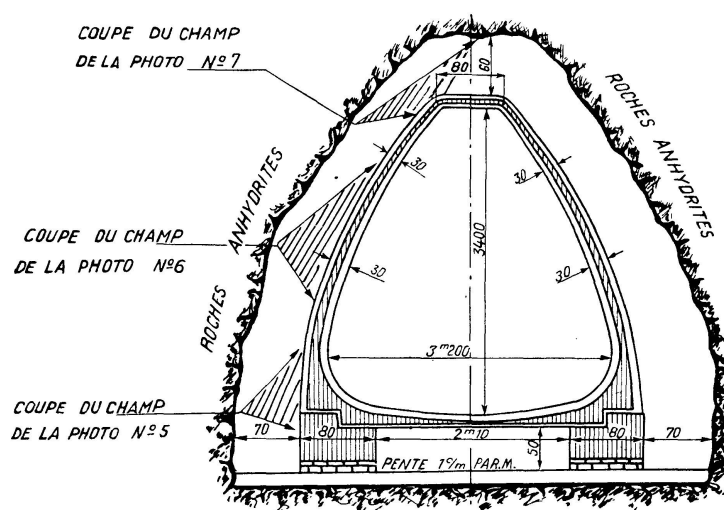 COUPE DU CHAMP
DE LA PHOTO Nº7
80
60
ROCHES ANHYDRITES
ROCHES ANHYDRITES
30
30
COUPE DU CHAMP
DE LA PHOTO Nº6
3400
30
30
3ᵐ200
COUPE DU CHAMP
DE LA PHOTO Nº5
70
80
2ᵐ10
80
70
50
PENTE 1ᶜ/m PAR.M.